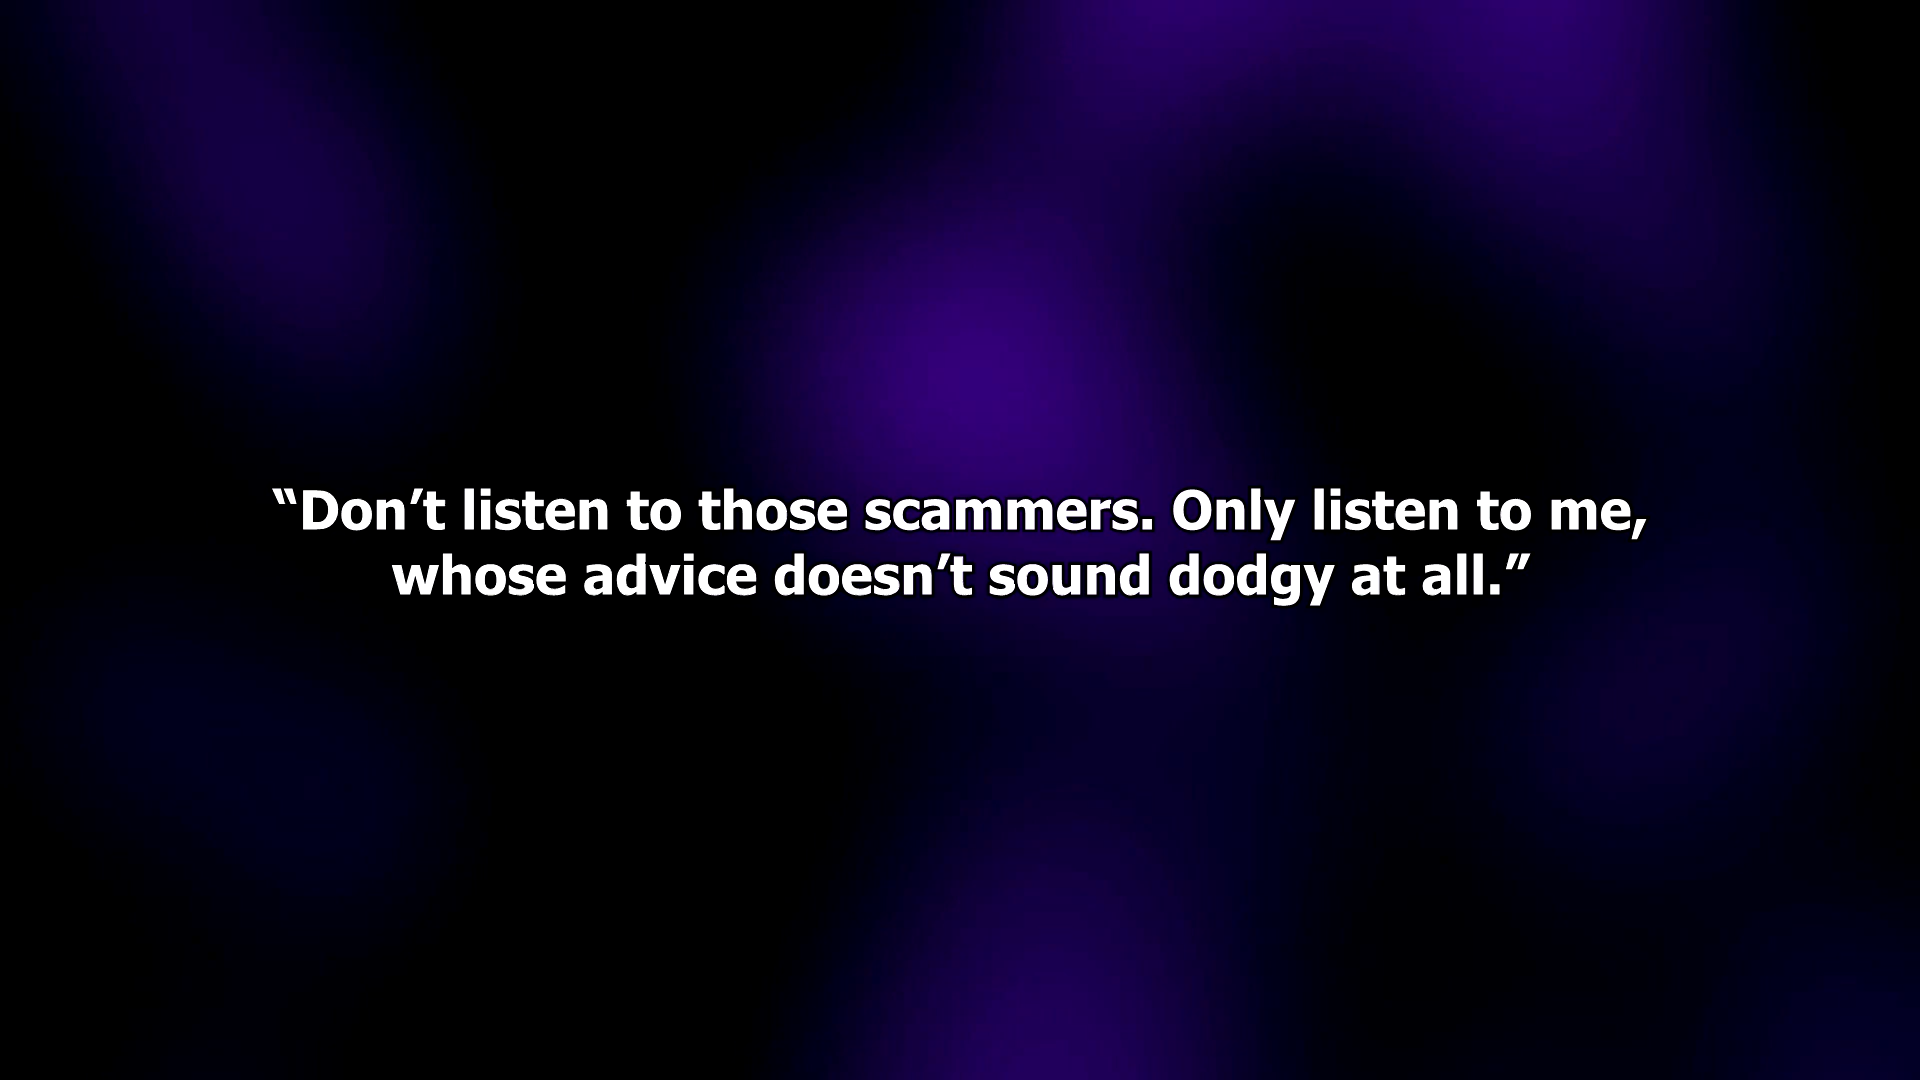 “Don’t listen to those scammers. Only listen to me,
whose advice doesn’t sound dodgy at all.”